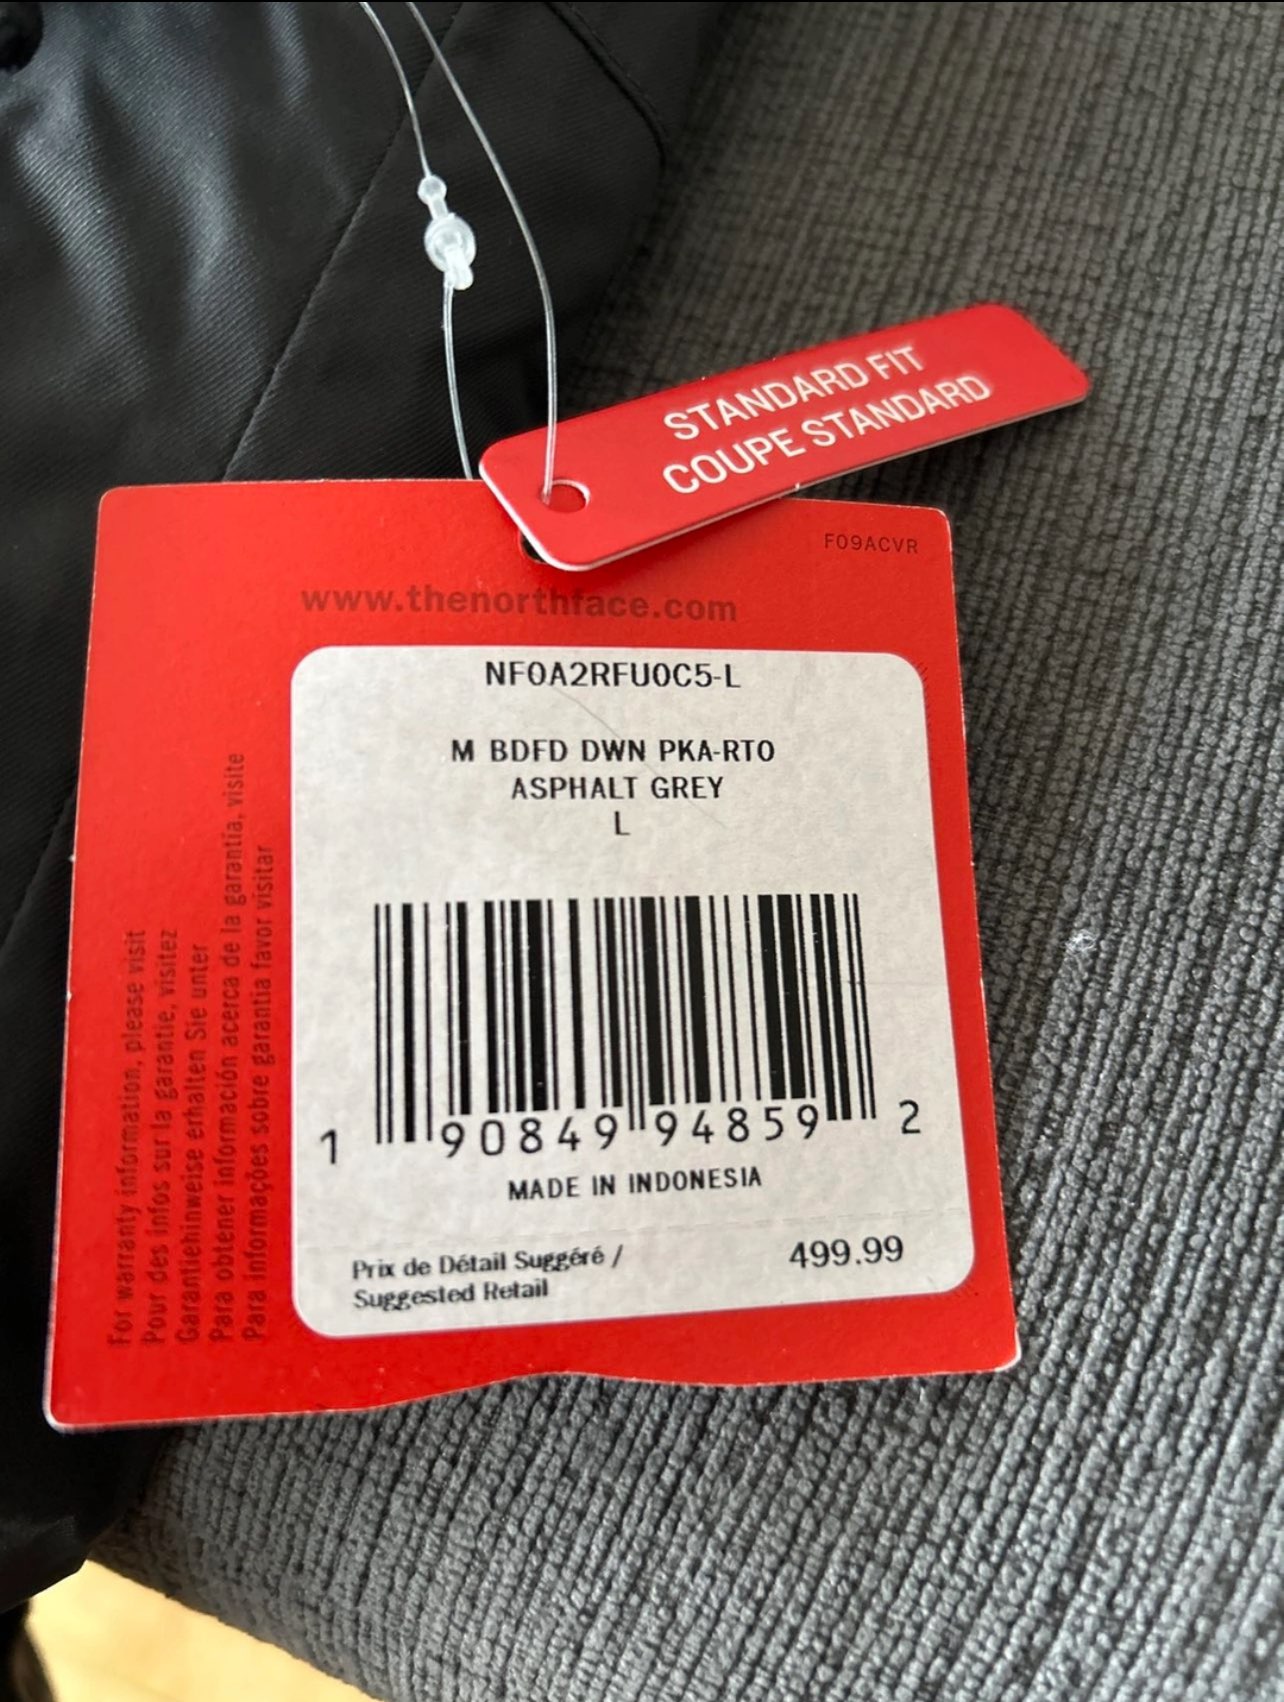 STANDARD FIT
COUPE STANDARD
F09ACVR
www.thenorthface.com
NF0A2RFU0C5-L
M BDFD DWN PKA-RTO
ASPHALT GREY
L
1 90849 94859 2
MADE IN INDONESIA
Prix de Détail Suggéré /
Suggested Retail
499.99
For warranty information, please visit
Pour des infos sur la garantie, visitez
Garantiehinweise erhalten Sie unter
Para obtener información acerca de la garantia, visite
Para informações sobre garantia favor visitar